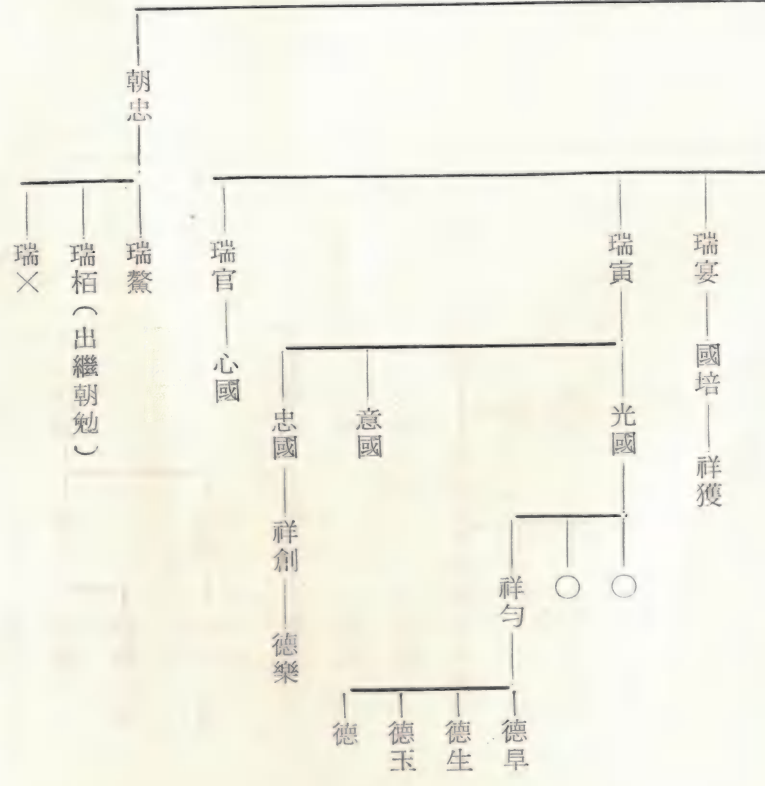 瑞宴
國培
祥獲
瑞寅
光國
○
○
祥勻
德阜
德生
德玉
德
意國
忠國
祥創
德樂
瑞官
心國
朝忠
瑞鰲
瑞栢(出繼朝勉)
瑞×